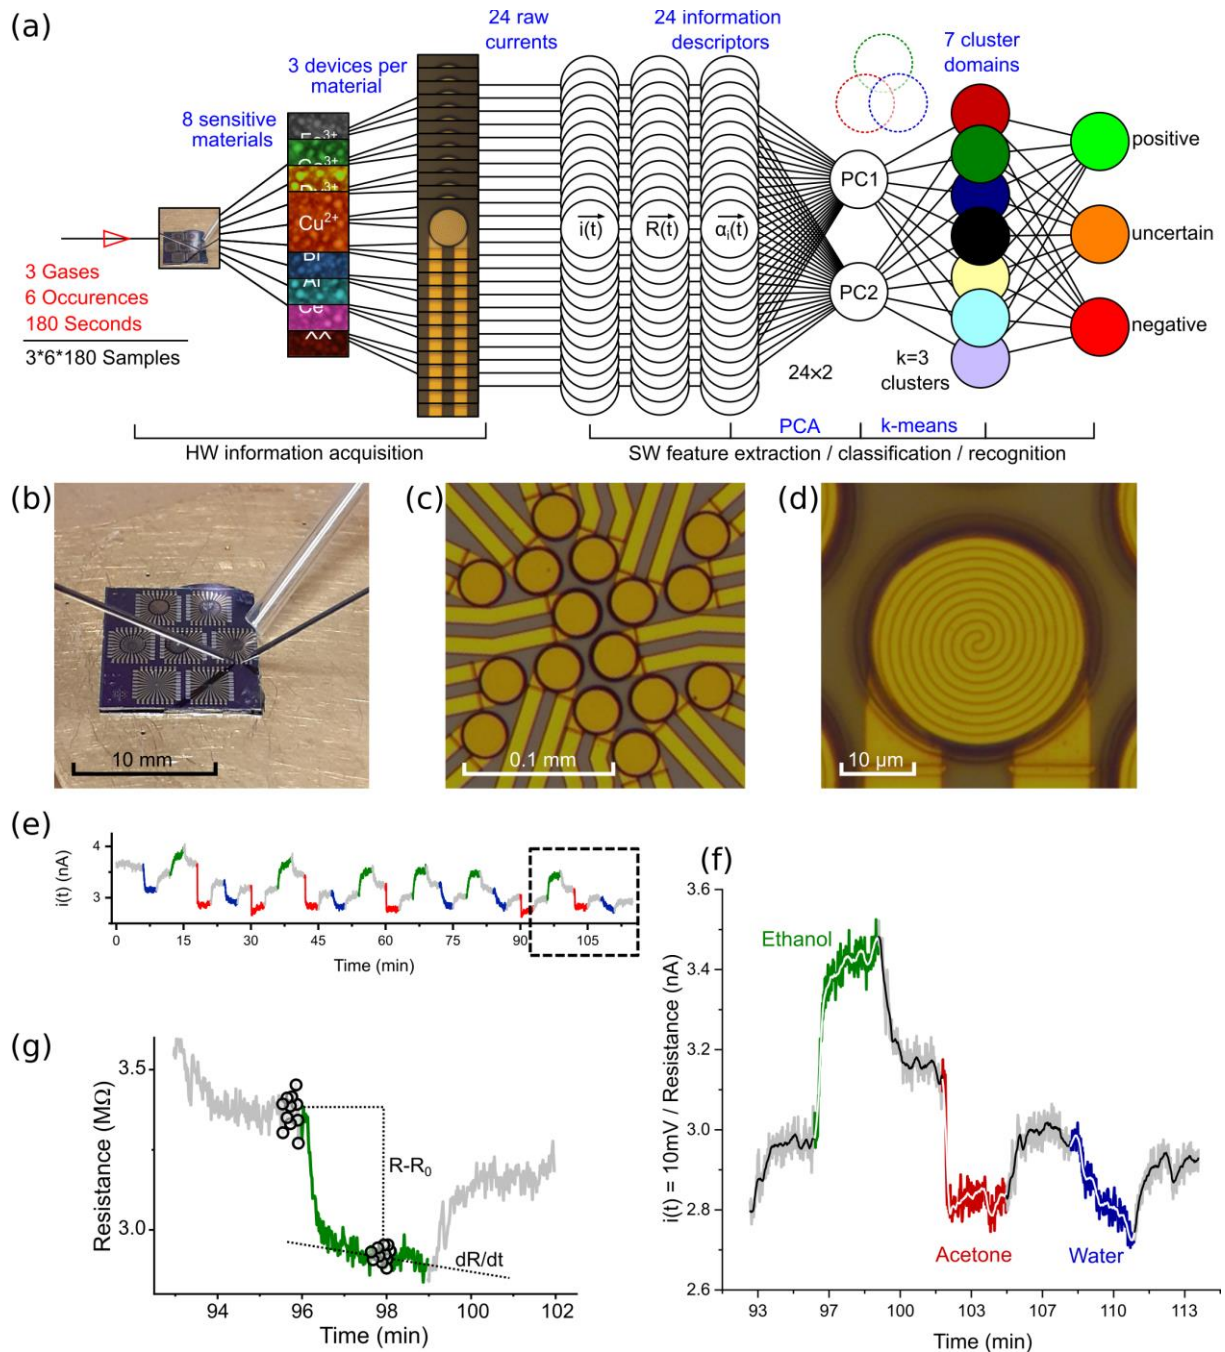 (a)
24 raw
currents
24 information
descriptors
7 cluster
domains
3 devices per
material
8 sensitive
materials
Cu²⁺
i(t)
R(t)
αᵢ(t)
PC1
PC2
positive
uncertain
negative
3 Gases
6 Occurences
180 Seconds
3*6*180 Samples
24×2
k=3
clusters
PCA
k-means
HW information acquisition
SW feature extraction / classification / recognition
(b)
10 mm
(c)
0.1 mm
(d)
10 µm
(e)
i(t) (nA)
4
3
0
15
30
45
60
75
90
105
Time (min)
(f)
i(t) = 10mV / Resistance (nA)
3.6
3.4
3.2
3.0
2.8
2.6
Ethanol
Acetone
Water
93
97
100
103
107
110
113
Time (min)
(g)
Resistance (MΩ)
3.5
3.0
R-R₀
dR/dt
94
96
98
100
102
Time (min)